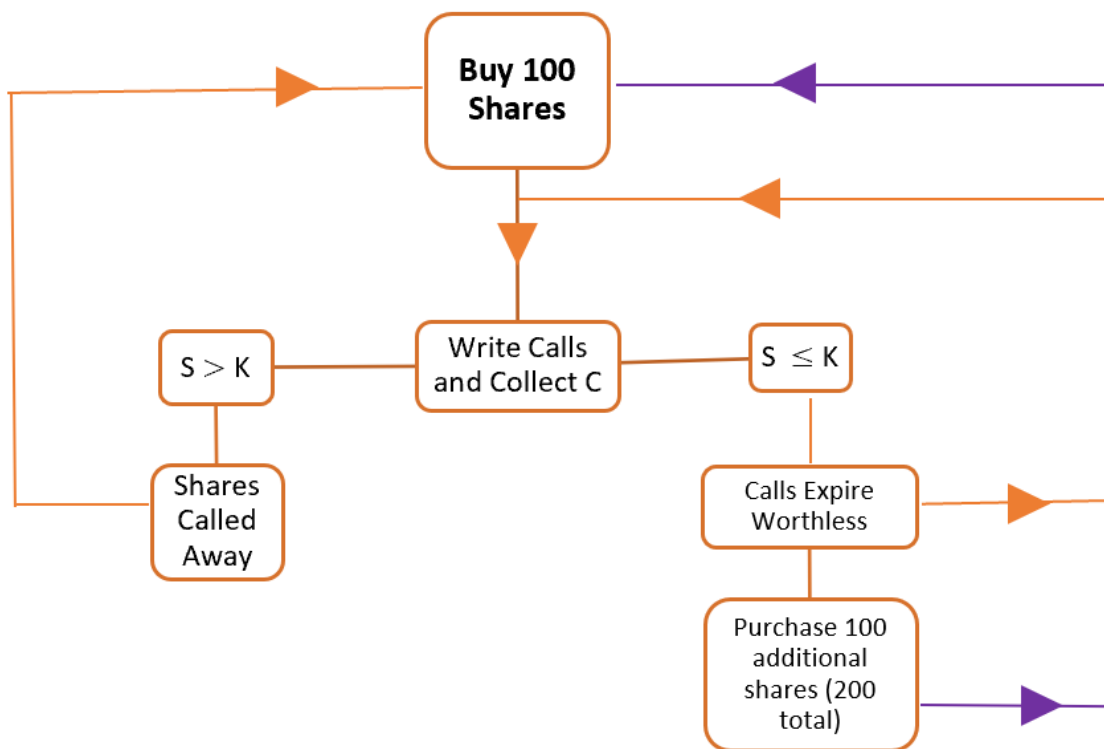 Buy 100
Shares
Write Calls
and Collect C
S > K
S ≤ K
Shares
Called
Away
Calls Expire
Worthless
Purchase 100
additional
shares (200
total)